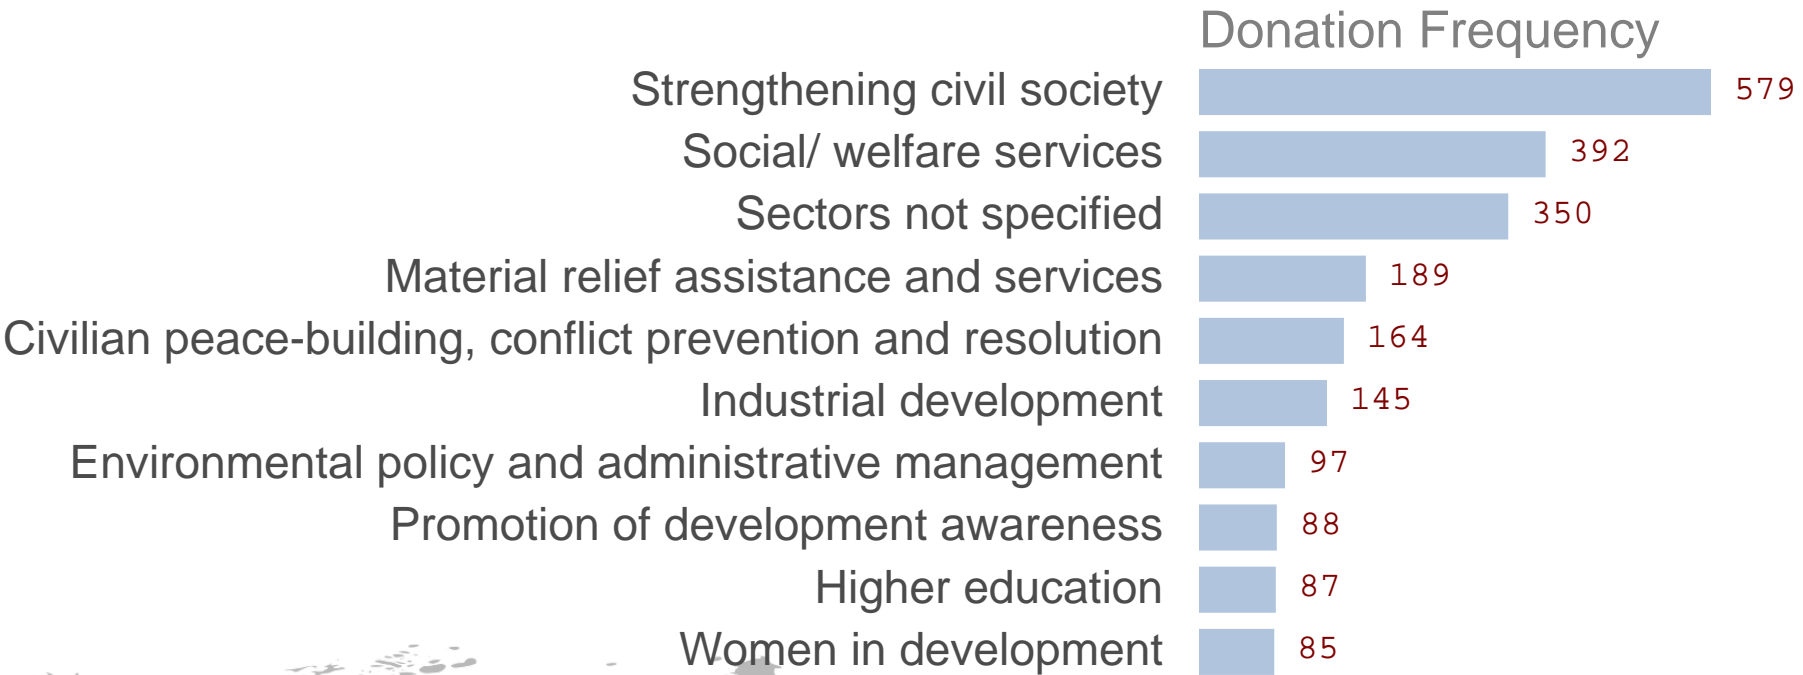 Donation Frequency
Strengthening civil society 579
Social/ welfare services 392
Sectors not specified 350
Material relief assistance and services 189
Civilian peace-building, conflict prevention and resolution 164
Industrial development 145
Environmental policy and administrative management 97
Promotion of development awareness 88
Higher education 87
Women in development 85